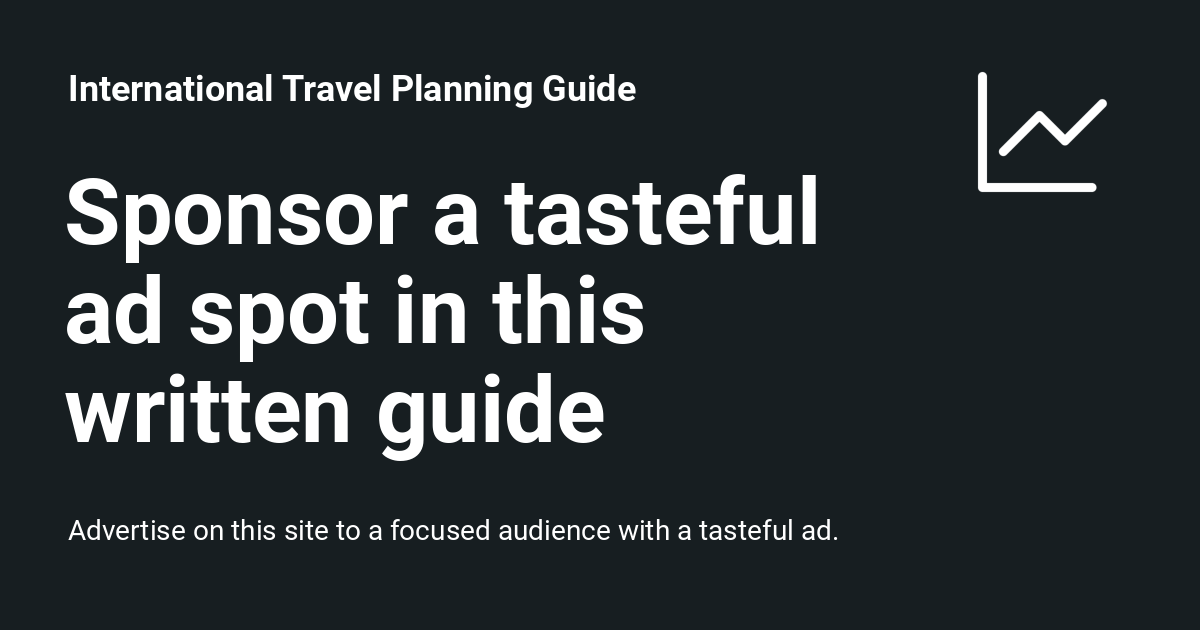 International Travel Planning Guide
Sponsor a tasteful
ad spot in this
written guide
Advertise on this site to a focused audience with a tasteful ad.